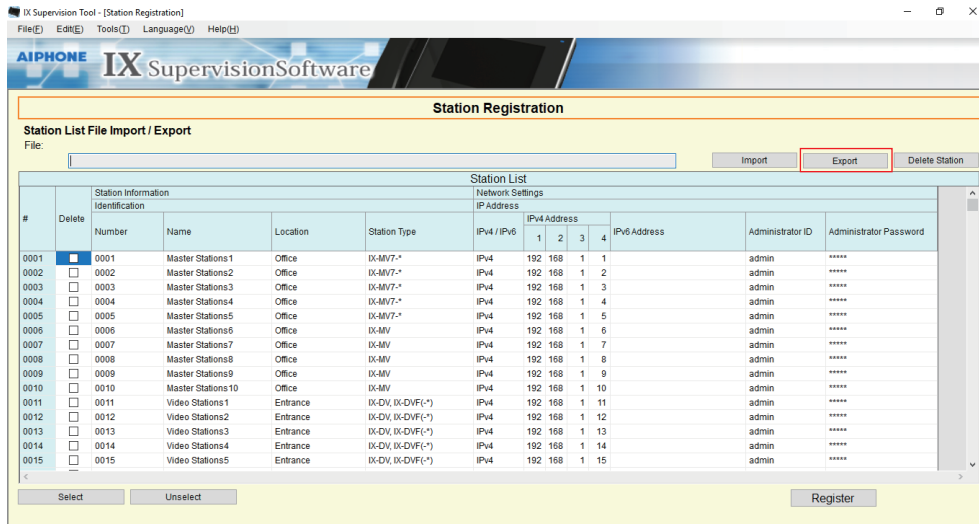 IX Supervision Tool - [Station Registration]
File(F) Edit(E) Tools(T) Language(V) Help(H)
AIPHONE IX SupervisionSoftware
Station Registration
Station List File Import / Export
File:
Import Export Delete Station
Station List
Station Information Network Settings
Identification IP Address
# Delete Number Name Location Station Type IPv4 / IPv6 IPv4 Address IPv6 Address Administrator ID Administrator Password
1 2 3 4
0001 0001 Master Stations1 Office IX-MV7-* IPv4 192 168 1 1 admin *****
0002 0002 Master Stations2 Office IX-MV7-* IPv4 192 168 1 2 admin *****
0003 0003 Master Stations3 Office IX-MV7-* IPv4 192 168 1 3 admin *****
0004 0004 Master Stations4 Office IX-MV7-* IPv4 192 168 1 4 admin *****
0005 0005 Master Stations5 Office IX-MV7-* IPv4 192 168 1 5 admin *****
0006 0006 Master Stations6 Office IX-MV IPv4 192 168 1 6 admin *****
0007 0007 Master Stations7 Office IX-MV IPv4 192 168 1 7 admin *****
0008 0008 Master Stations8 Office IX-MV IPv4 192 168 1 8 admin *****
0009 0009 Master Stations9 Office IX-MV IPv4 192 168 1 9 admin *****
0010 0010 Master Stations10 Office IX-MV IPv4 192 168 1 10 admin *****
0011 0011 Video Stations1 Entrance IX-DV, IX-DVF(-*) IPv4 192 168 1 11 admin *****
0012 0012 Video Stations2 Entrance IX-DV, IX-DVF(-*) IPv4 192 168 1 12 admin *****
0013 0013 Video Stations3 Entrance IX-DV, IX-DVF(-*) IPv4 192 168 1 13 admin *****
0014 0014 Video Stations4 Entrance IX-DV, IX-DVF(-*) IPv4 192 168 1 14 admin *****
0015 0015 Video Stations5 Entrance IX-DV, IX-DVF(-*) IPv4 192 168 1 15 admin *****
Select Unselect Register